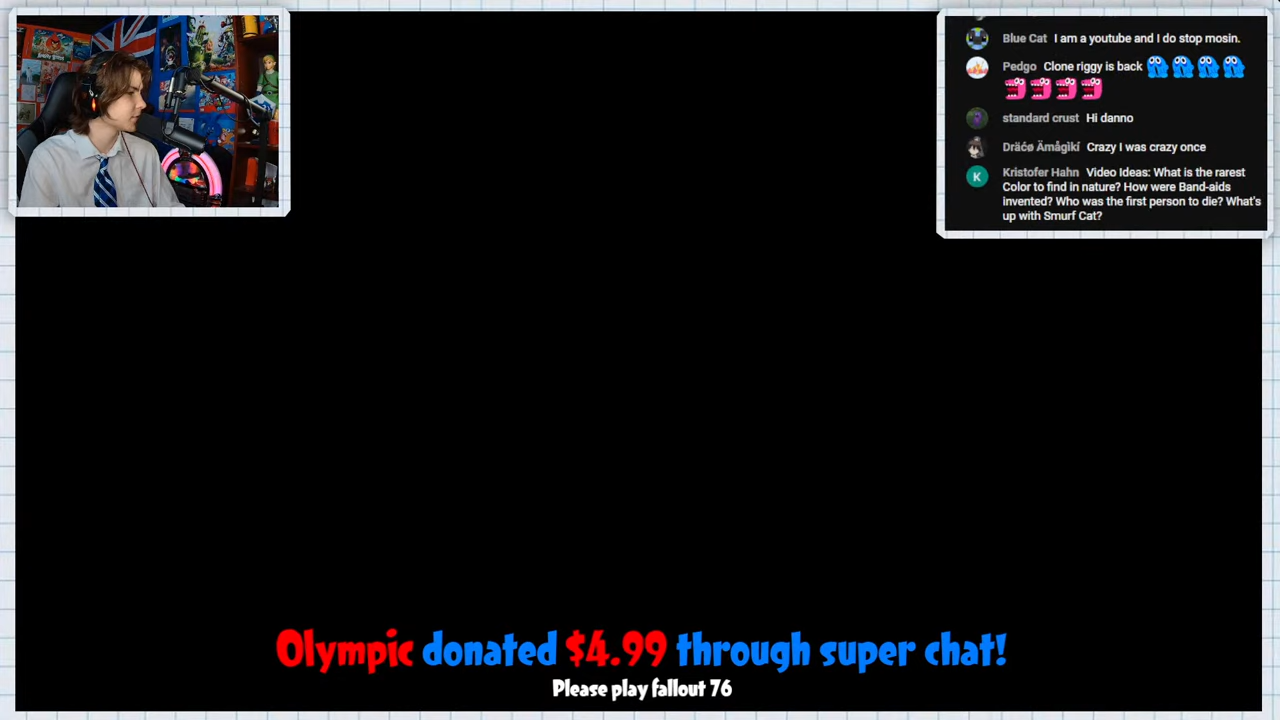 Blue Cat I am a youtube and I do stop mosin.
Pedgo Clone riggy is back
standard crust Hi danno
Dräćø Ämågìkí Crazy I was crazy once
Kristofer Hahn Video Ideas: What is the rarest
Color to find in nature? How were Band-aids
invented? Who was the first person to die? What's
up with Smurf Cat?
K
Olympic donated $4.99 through super chat!
Please play fallout 76